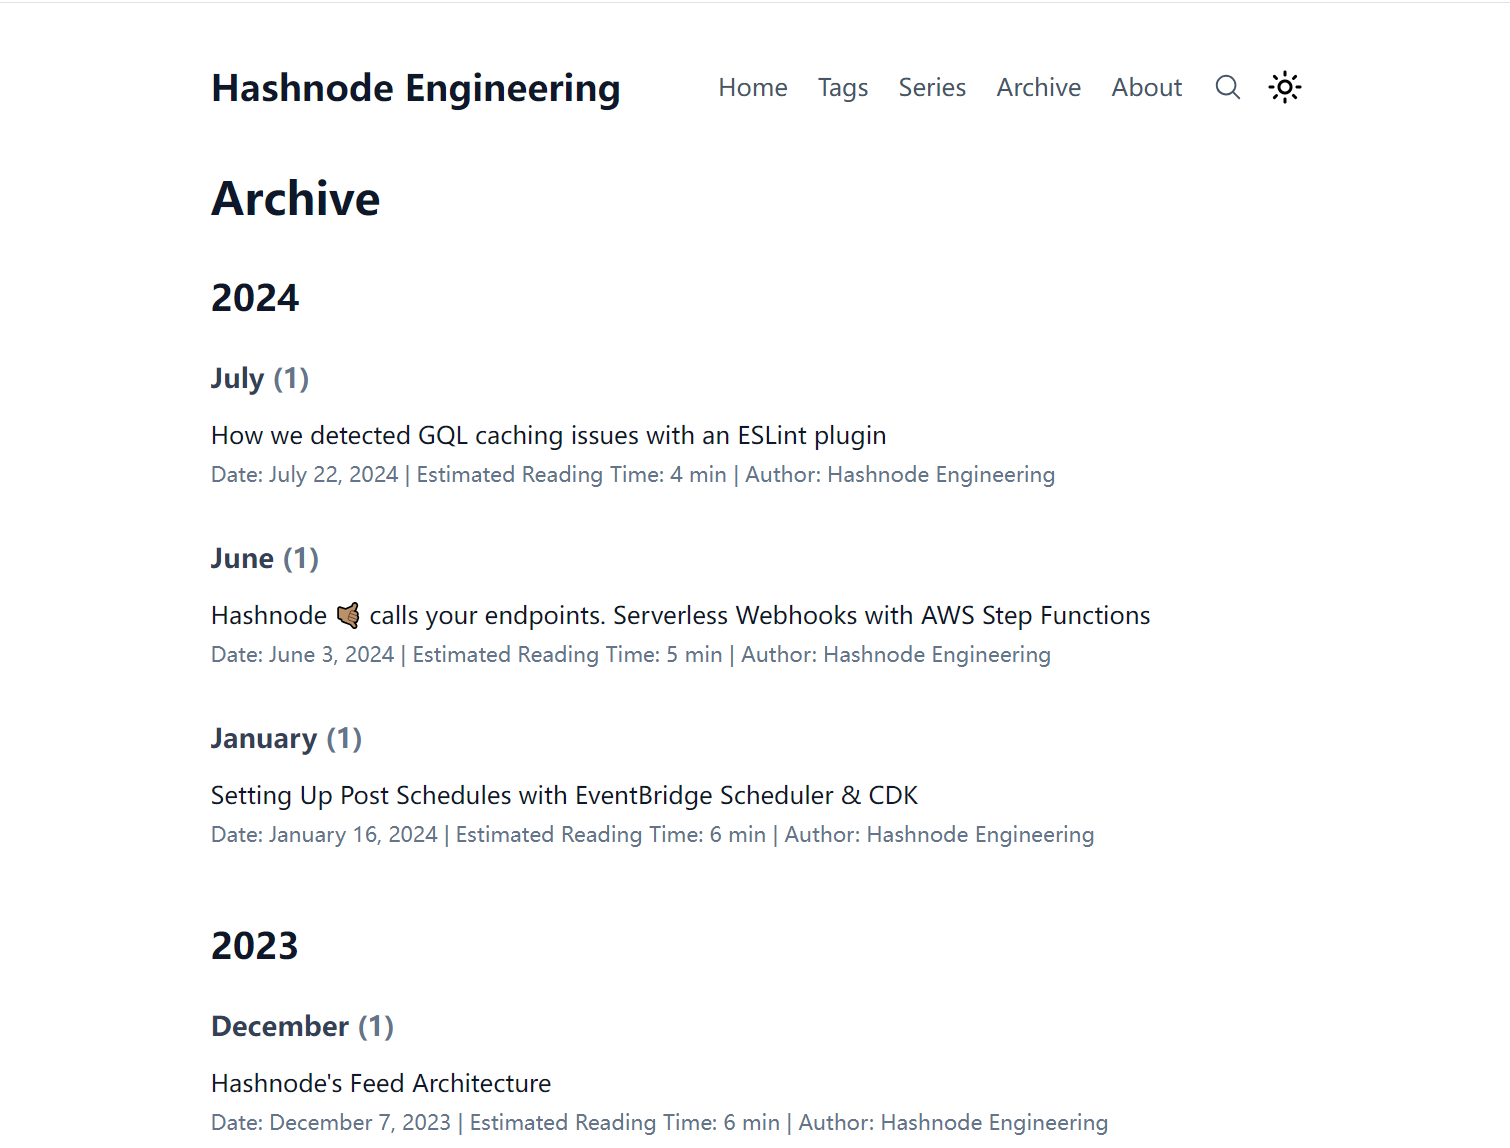 Hashnode Engineering Home Tags Series Archive About
Archive
2024
July (1)
How we detected GQL caching issues with an ESLint plugin
Date: July 22, 2024 | Estimated Reading Time: 4 min | Author: Hashnode Engineering
June (1)
Hashnode 🤙🏽 calls your endpoints. Serverless Webhooks with AWS Step Functions
Date: June 3, 2024 | Estimated Reading Time: 5 min | Author: Hashnode Engineering
January (1)
Setting Up Post Schedules with EventBridge Scheduler & CDK
Date: January 16, 2024 | Estimated Reading Time: 6 min | Author: Hashnode Engineering
2023
December (1)
Hashnode's Feed Architecture
Date: December 7, 2023 | Estimated Reading Time: 6 min | Author: Hashnode Engineering